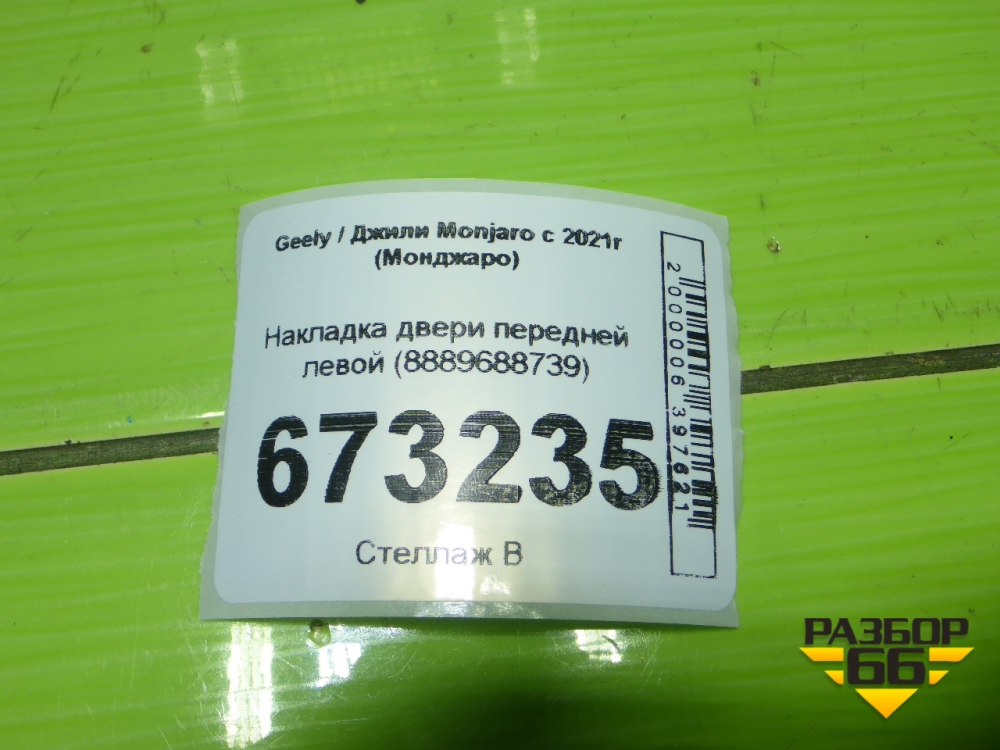 Geely / Джили Monjaro с 2021г
(Монджаро)
Накладка двери передней
левой (8889688739)
673235
Стеллаж В
2000006397621
РАЗБОР
66